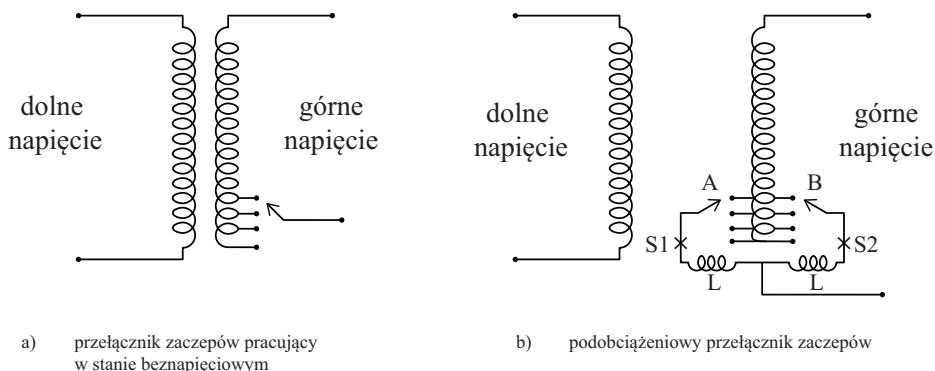 dolne
napięcie
górne
napięcie
a) przełącznik zaczepów pracujący
w stanie beznapięciowym
dolne
napięcie
górne
napięcie
A
B
S1
S2
L
L
b) podobciążeniowy przełącznik zaczepów